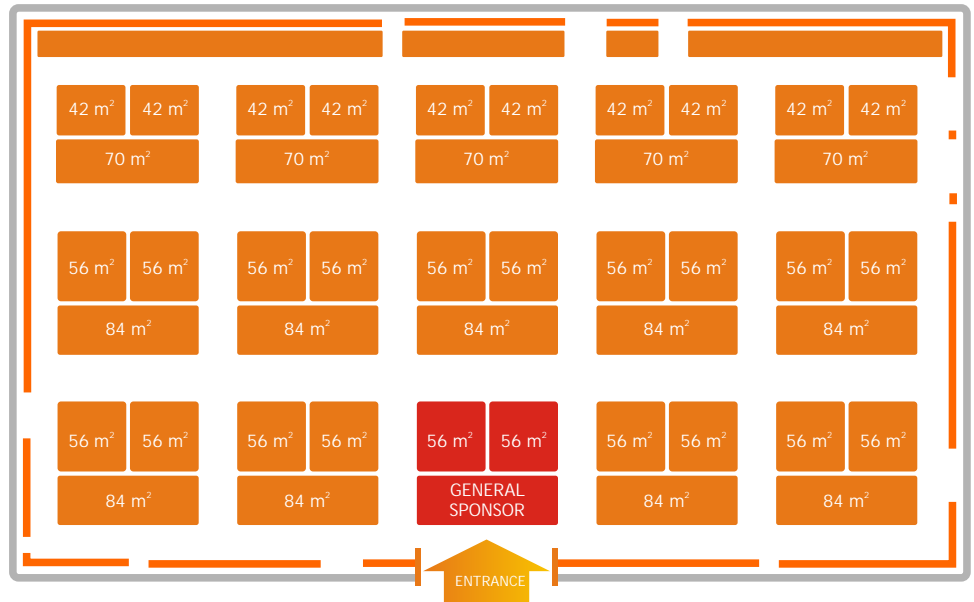 42 m² 42 m² 42 m² 42 m² 42 m² 42 m² 42 m² 42 m² 42 m² 42 m²
70 m² 70 m² 70 m² 70 m² 70 m²
56 m² 56 m² 56 m² 56 m² 56 m² 56 m² 56 m² 56 m² 56 m² 56 m²
84 m² 84 m² 84 m² 84 m² 84 m²
56 m² 56 m² 56 m² 56 m² 56 m² 56 m² 56 m² 56 m² 56 m² 56 m²
84 m² 84 m² GENERAL SPONSOR 84 m² 84 m²
ENTRANCE